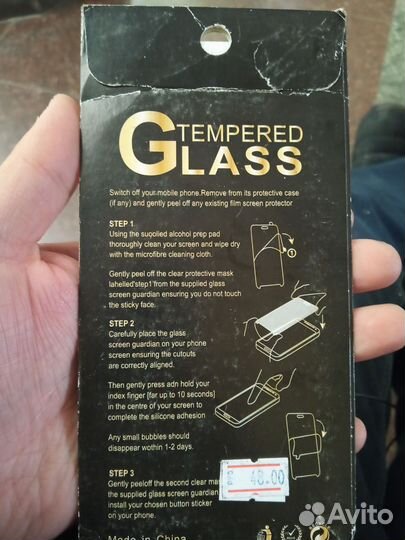 TEMPERED
GLASS
Switch off your mobile phone.Remove from its protective case
(if any) and gently peel off any existing film screen protector
STEP 1
Using the supplied alcohol prep pad
thoroughly clean your screen and wipe dry
with the microfibre cleaning cloth.
Gently peel off the clear protective mask
lahelled'step1'from the supplied glass
screen guardian ensuring you do not touch
the sticky face.
1
STEP 2
Carefully place the glass
screen guardian on your phone
screen ensuring the cutouts
are correctly aligned.
Then gently press adn hold your
index finger [far up to 10 seconds]
in the centre of your screen to
complete the silicone adhesion
Any small bubbles should
disappear wothin 1-2 days.
STEP 3
Gently peeloff the second clear mas
the supplied glass screen guardian
install your chosen button sticker
on your phone.
48.00
Made in China
Avito